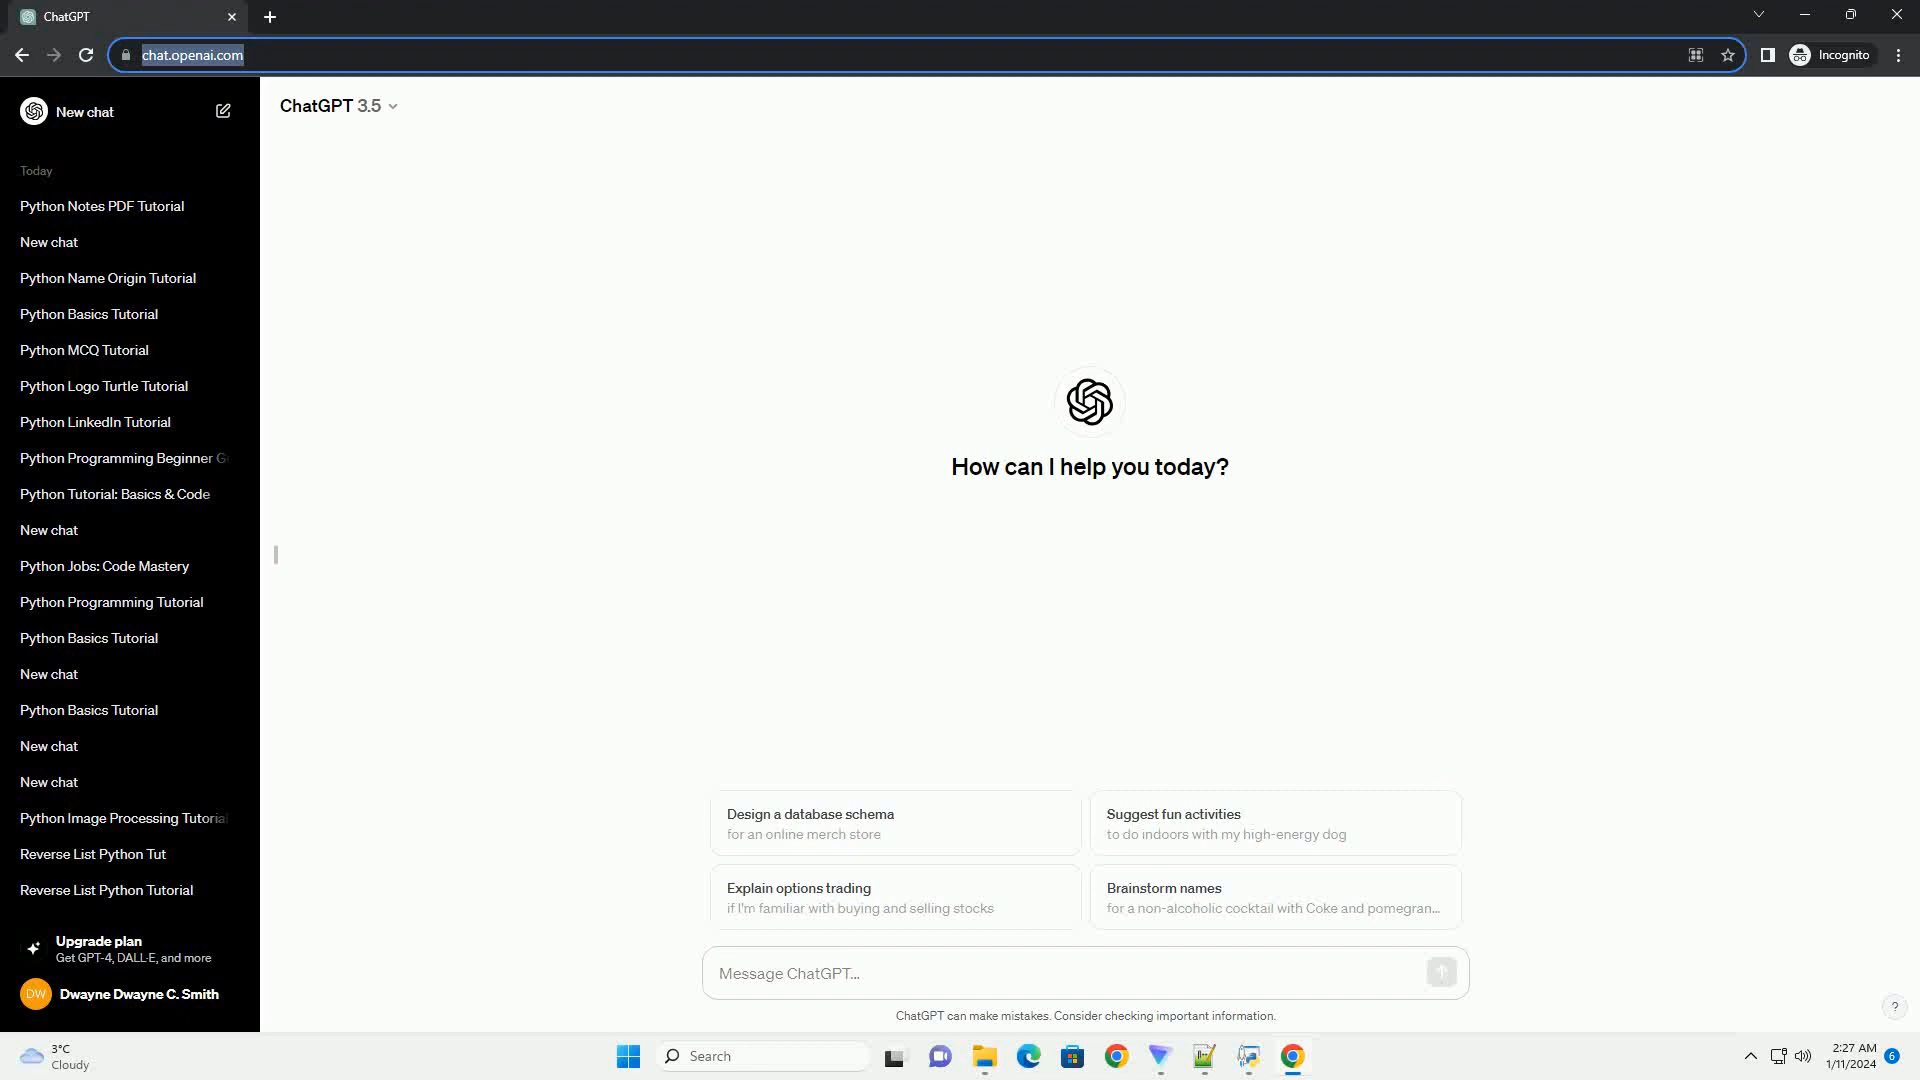 ChatGPT
chat.openai.com
Incognito
New chat
ChatGPT 3.5
Today
Python Notes PDF Tutorial
New chat
Python Name Origin Tutorial
Python Basics Tutorial
Python MCQ Tutorial
Python Logo Turtle Tutorial
Python LinkedIn Tutorial
Python Programming Beginner G
Python Tutorial: Basics & Code
New chat
Python Jobs: Code Mastery
Python Programming Tutorial
Python Basics Tutorial
New chat
Python Basics Tutorial
New chat
New chat
Python Image Processing Tutorial
Reverse List Python Tut
Reverse List Python Tutorial
Upgrade plan
Get GPT-4, DALL·E, and more
DW
Dwayne Dwayne C. Smith
How can I help you today?
Design a database schema
for an online merch store
Suggest fun activities
to do indoors with my high-energy dog
Explain options trading
if I'm familiar with buying and selling stocks
Brainstorm names
for a non-alcoholic cocktail with Coke and pomegran...
Message ChatGPT...
ChatGPT can make mistakes. Consider checking important information.
?
3°C
Cloudy
Search
2:27 AM
1/11/2024
6